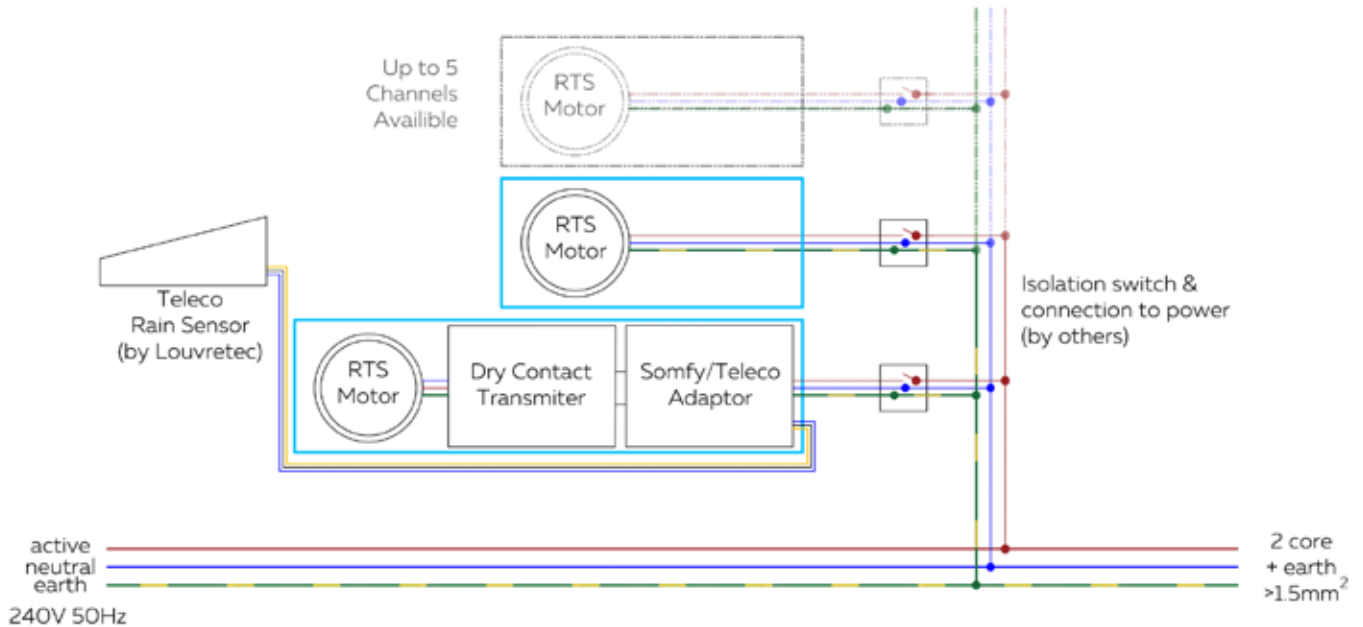 Up to 5
Channels
Availible
RTS
Motor
RTS
Motor
Teleco
Rain Sensor
(by Louvretec)
Isolation switch &
connection to power
(by others)
RTS
Motor
Dry Contact
Transmiter
Somfy/Teleco
Adaptor
active
neutral
earth
240V 50Hz
2 core
+ earth
>1.5mm²